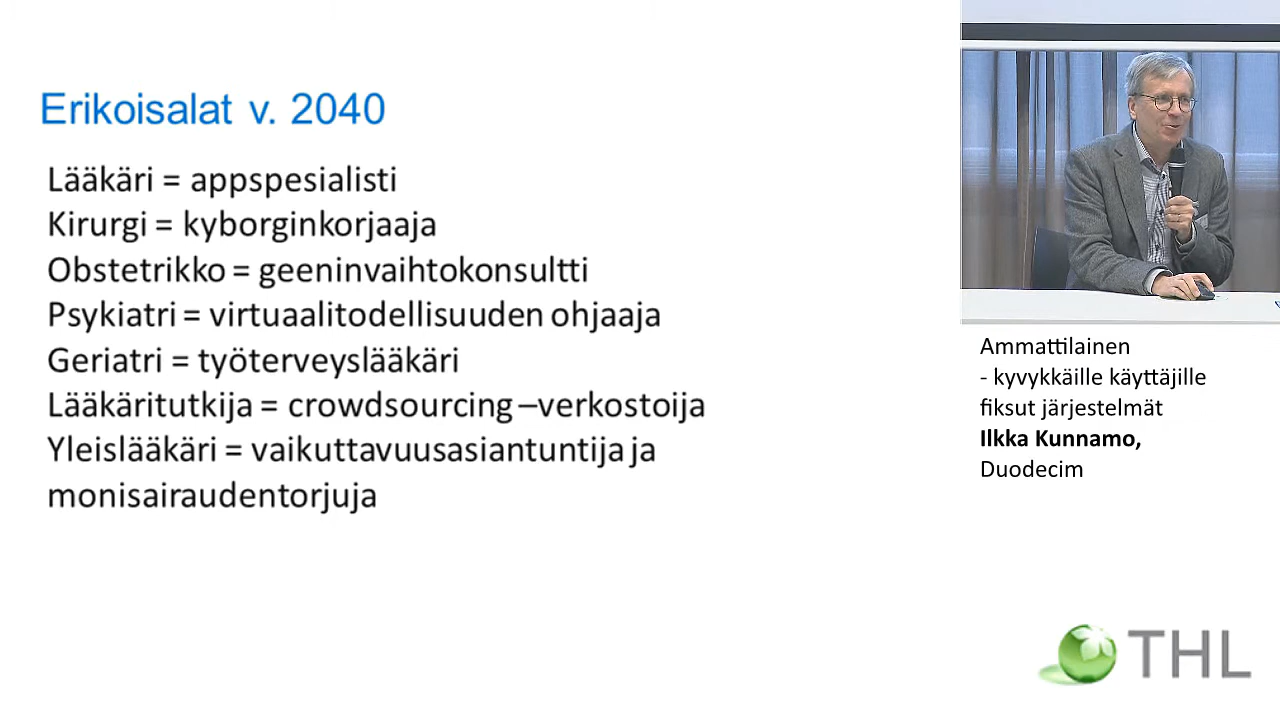 Erikoisalat v. 2040
Lääkäri = appspesialisti
Kirurgi = kyborginkorjaaja
Obstetrikko = geeninvaihtokonsultti
Psykiatri = virtuaalitodellisuuden ohjaaja
Geriatri = työterveyslääkäri
Lääkäritutkija = crowdsourcing –verkostoija
Yleislääkäri = vaikuttavuusasiantuntija ja
monisairaudentorjuja
Ammattilainen
- kyvykkäille käyttäjille
fiksut järjestelmät
Ilkka Kunnamo,
Duodecim
THL